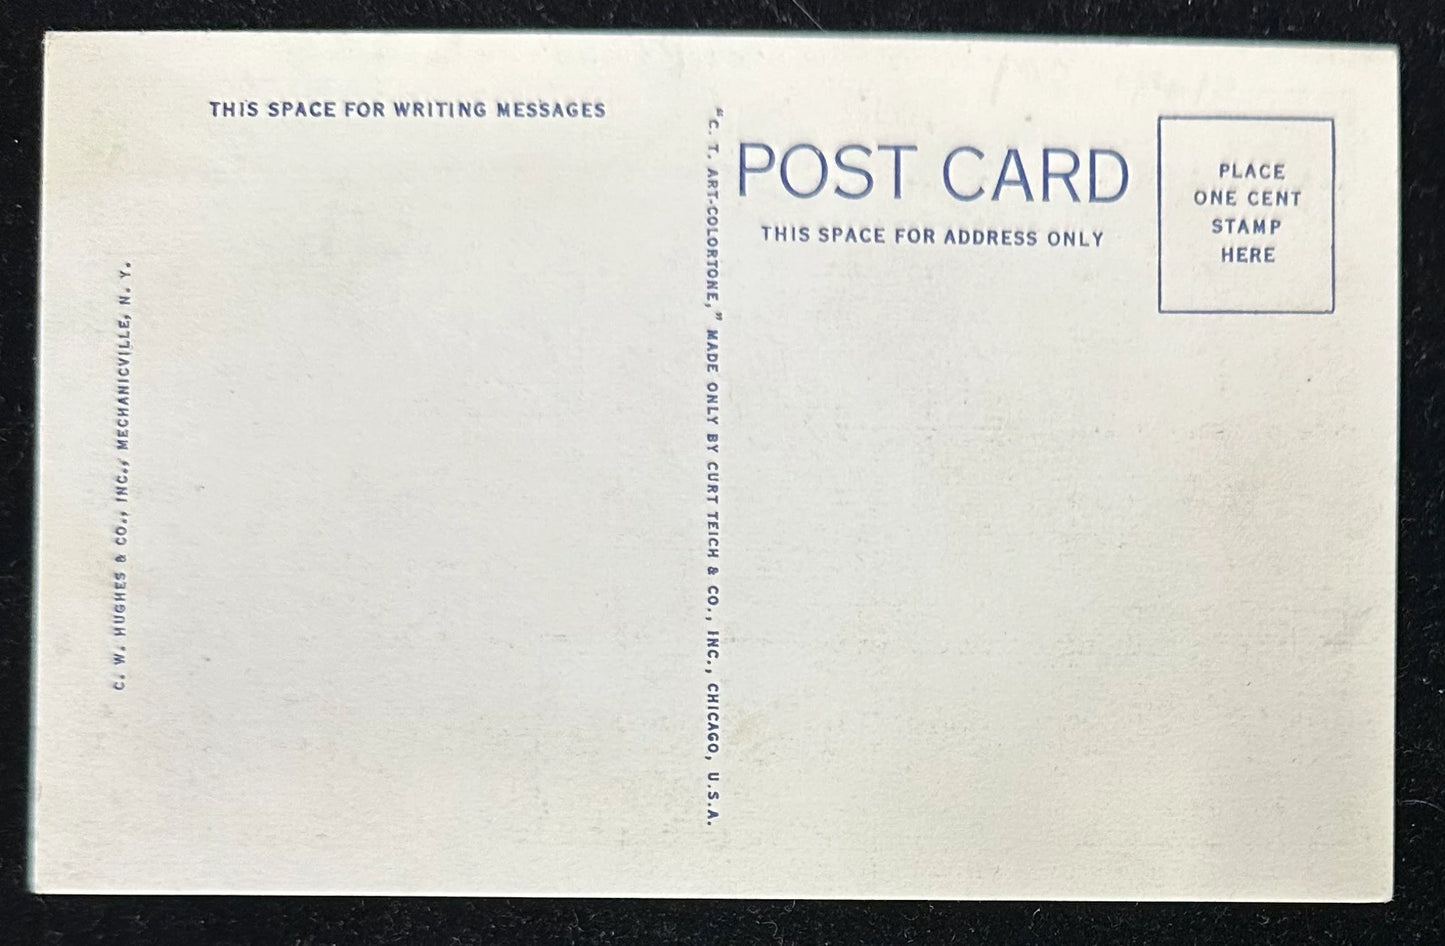 THIS SPACE FOR WRITING MESSAGES
C. W. HUGHES & CO., INC., MECHANICVILLE, N. Y.
"C. T. ART-COLORTONE," MADE ONLY BY CURT TEICH & CO., INC., CHICAGO, U.S.A.
POST CARD
THIS SPACE FOR ADDRESS ONLY
PLACE
ONE CENT
STAMP
HERE